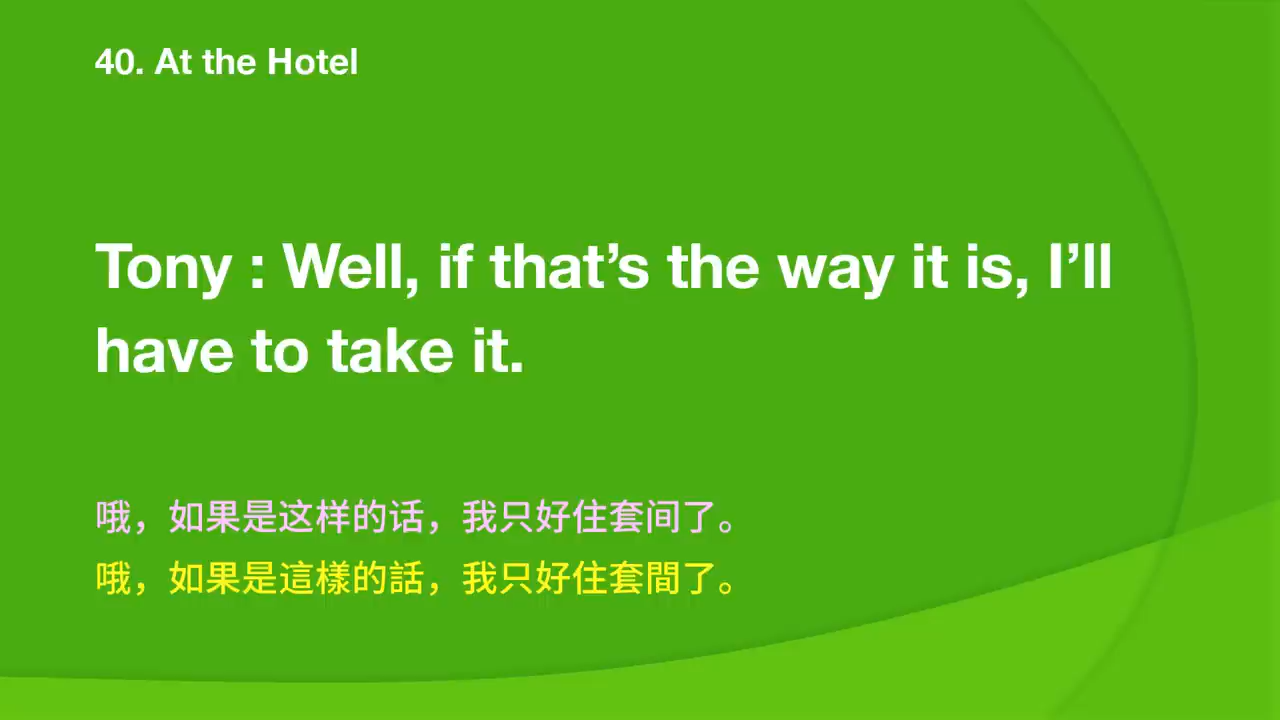 40. At the Hotel
Tony : Well, if that’s the way it is, I’ll
have to take it.
哦，如果是这样的话，我只好住套间了。
哦，如果是這樣的話，我只好住套間了。